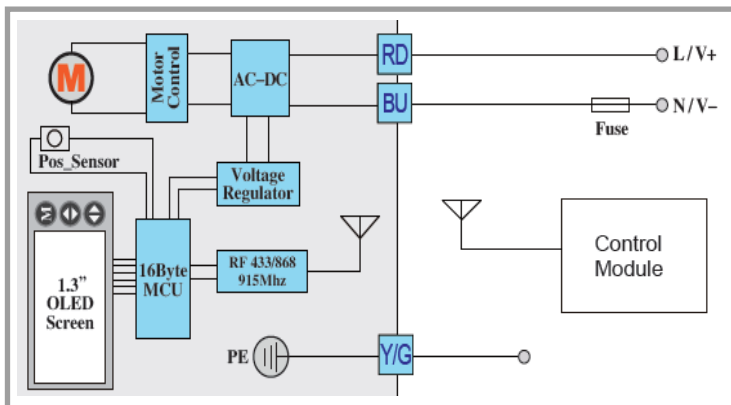 M
Motor
Control
AC-DC
RD
L/V+
BU
N/V-
Fuse
Pos_Sensor
Voltage
Regulator
M
1.3"
OLED
Screen
16Byte
MCU
RF 433/868
915Mhz
Control
Module
PE
Y/G